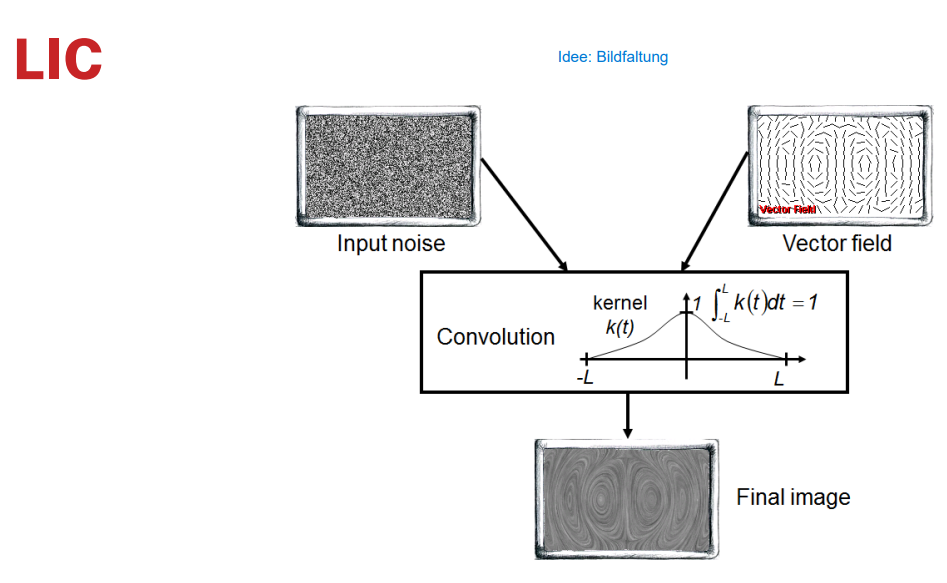 LIC
Idee: Bildfaltung
Vector Field
Input noise
Vector field
Convolution
kernel
k(t)
1
∫_{-L}^{L} k(t)dt = 1
-L
L
Final image